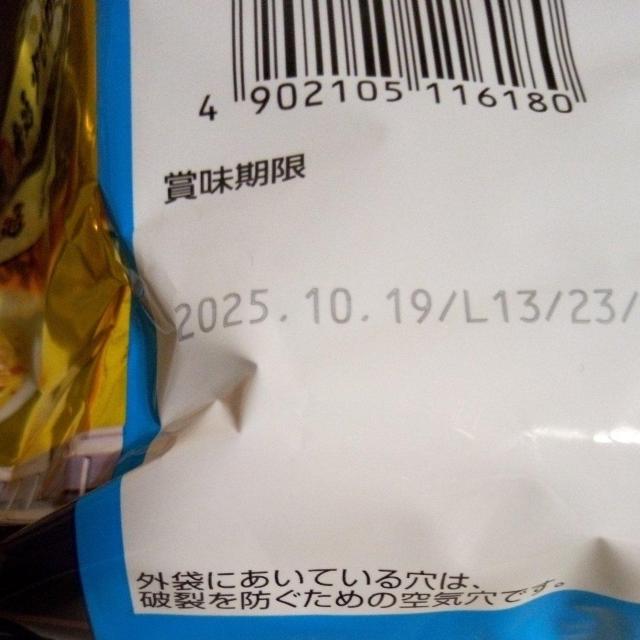 4 902105 116180
賞味期限
2025.10.19/L13/23/
外袋にあいている穴は、
破裂を防ぐための空気穴です。